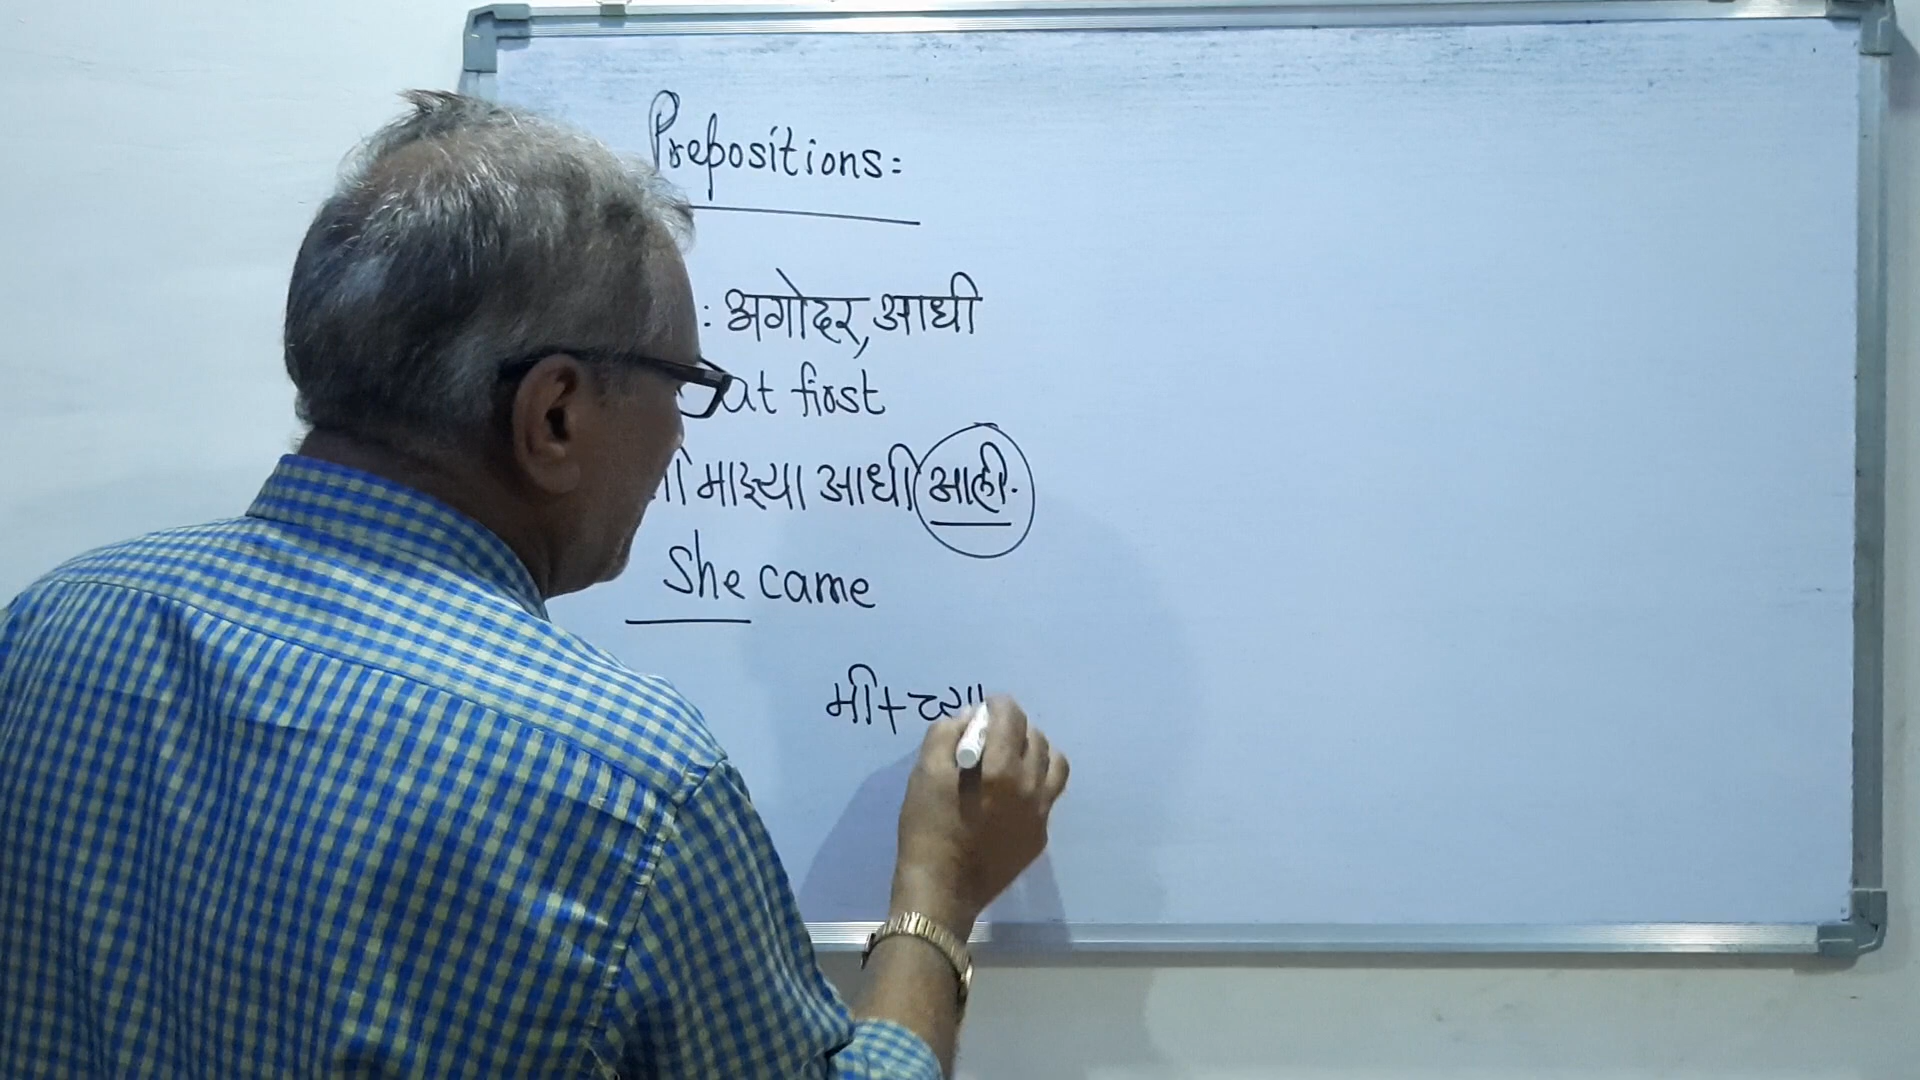 Prepositions:
: अगोदर, आधी
at first
माझ्या आधी आली.
She came
मी+च्या